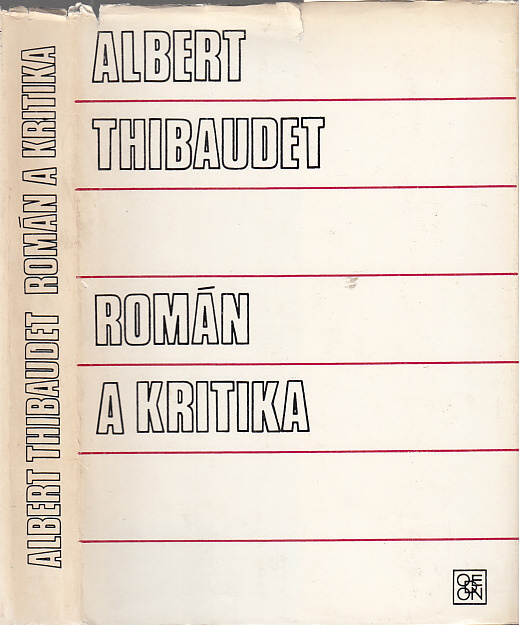 ALBERT THIBAUDET ROMÁN A KRITIKA
ALBERT
THIBAUDET
ROMÁN
A KRITIKA
ODEON